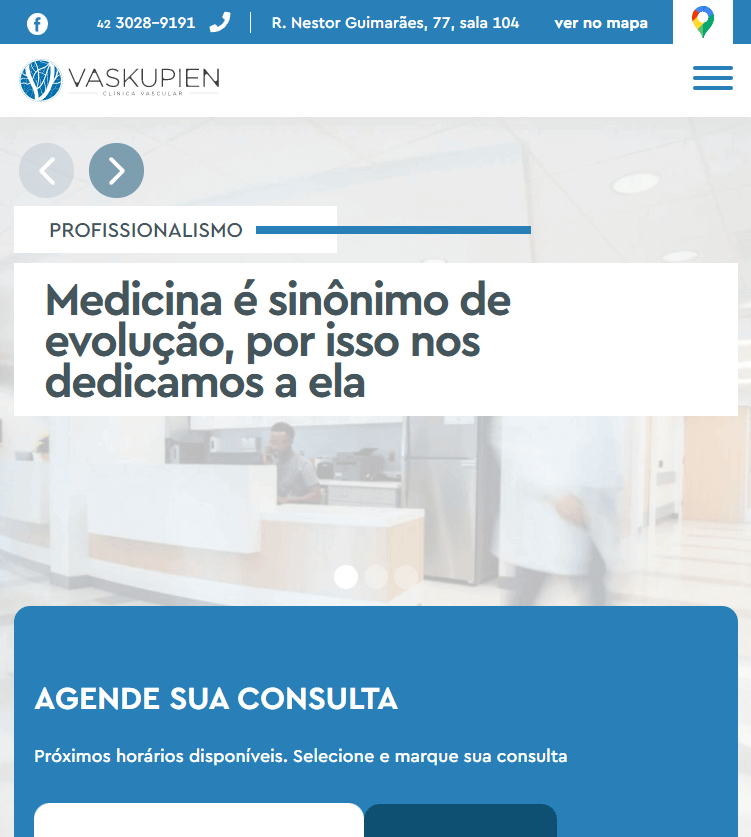 42 3028-9191
R. Nestor Guimarães, 77, sala 104
ver no mapa
VASKUPIEN
CLÍNICA VASCULAR
PROFISSIONALISMO
Medicina é sinônimo de
evolução, por isso nos
dedicamos a ela
AGENDE SUA CONSULTA
Próximos horários disponíveis. Selecione e marque sua consulta